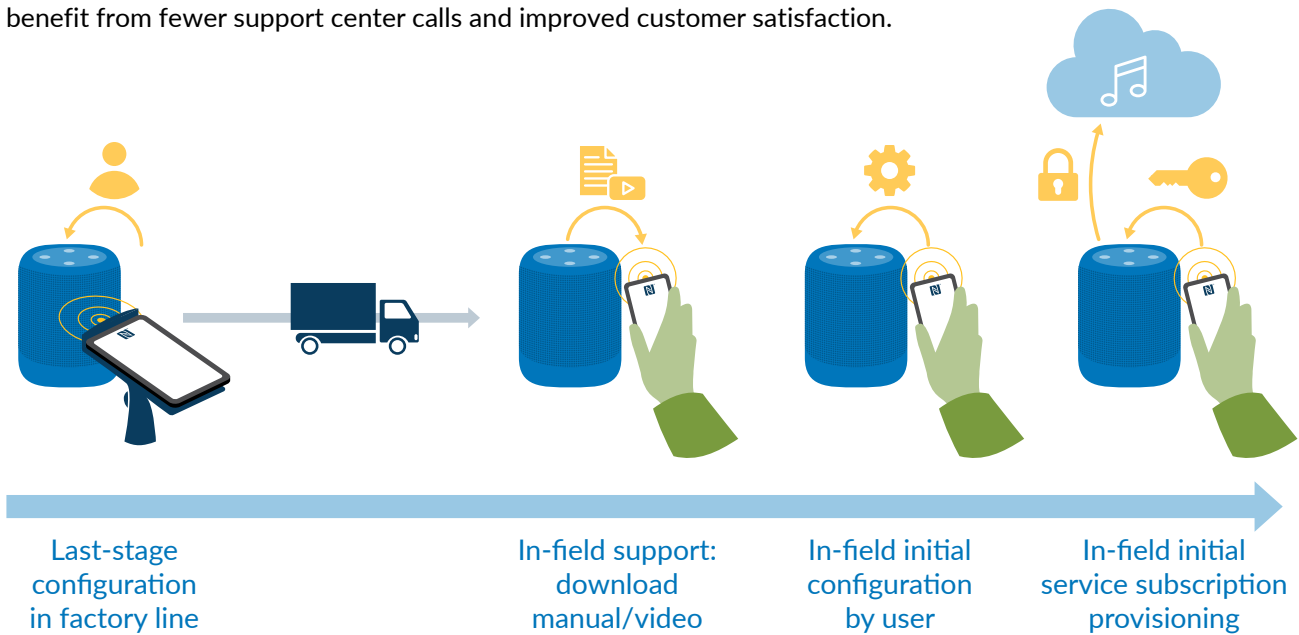 benefit from fewer support center calls and improved customer satisfaction.
Last-stage
configuration
in factory line
In-field support:
download
manual/video
In-field initial
configuration
by user
In-field initial
service subscription
provisioning